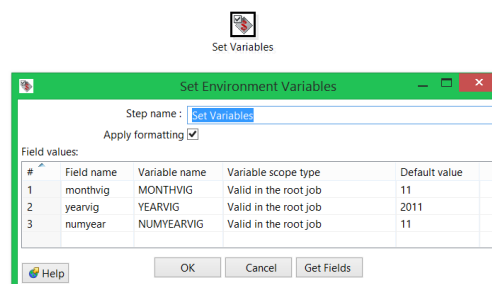 Set Variables
Set Environment Variables
Step name : Set Variables
Apply formatting
Field values:
# Field name Variable name Variable scope type Default value
1 monthvig MONTHVIG Valid in the root job 11
2 yearvig YEARVIG Valid in the root job 2011
3 numyear NUMYEARVIG Valid in the root job 11
Help OK Cancel Get Fields